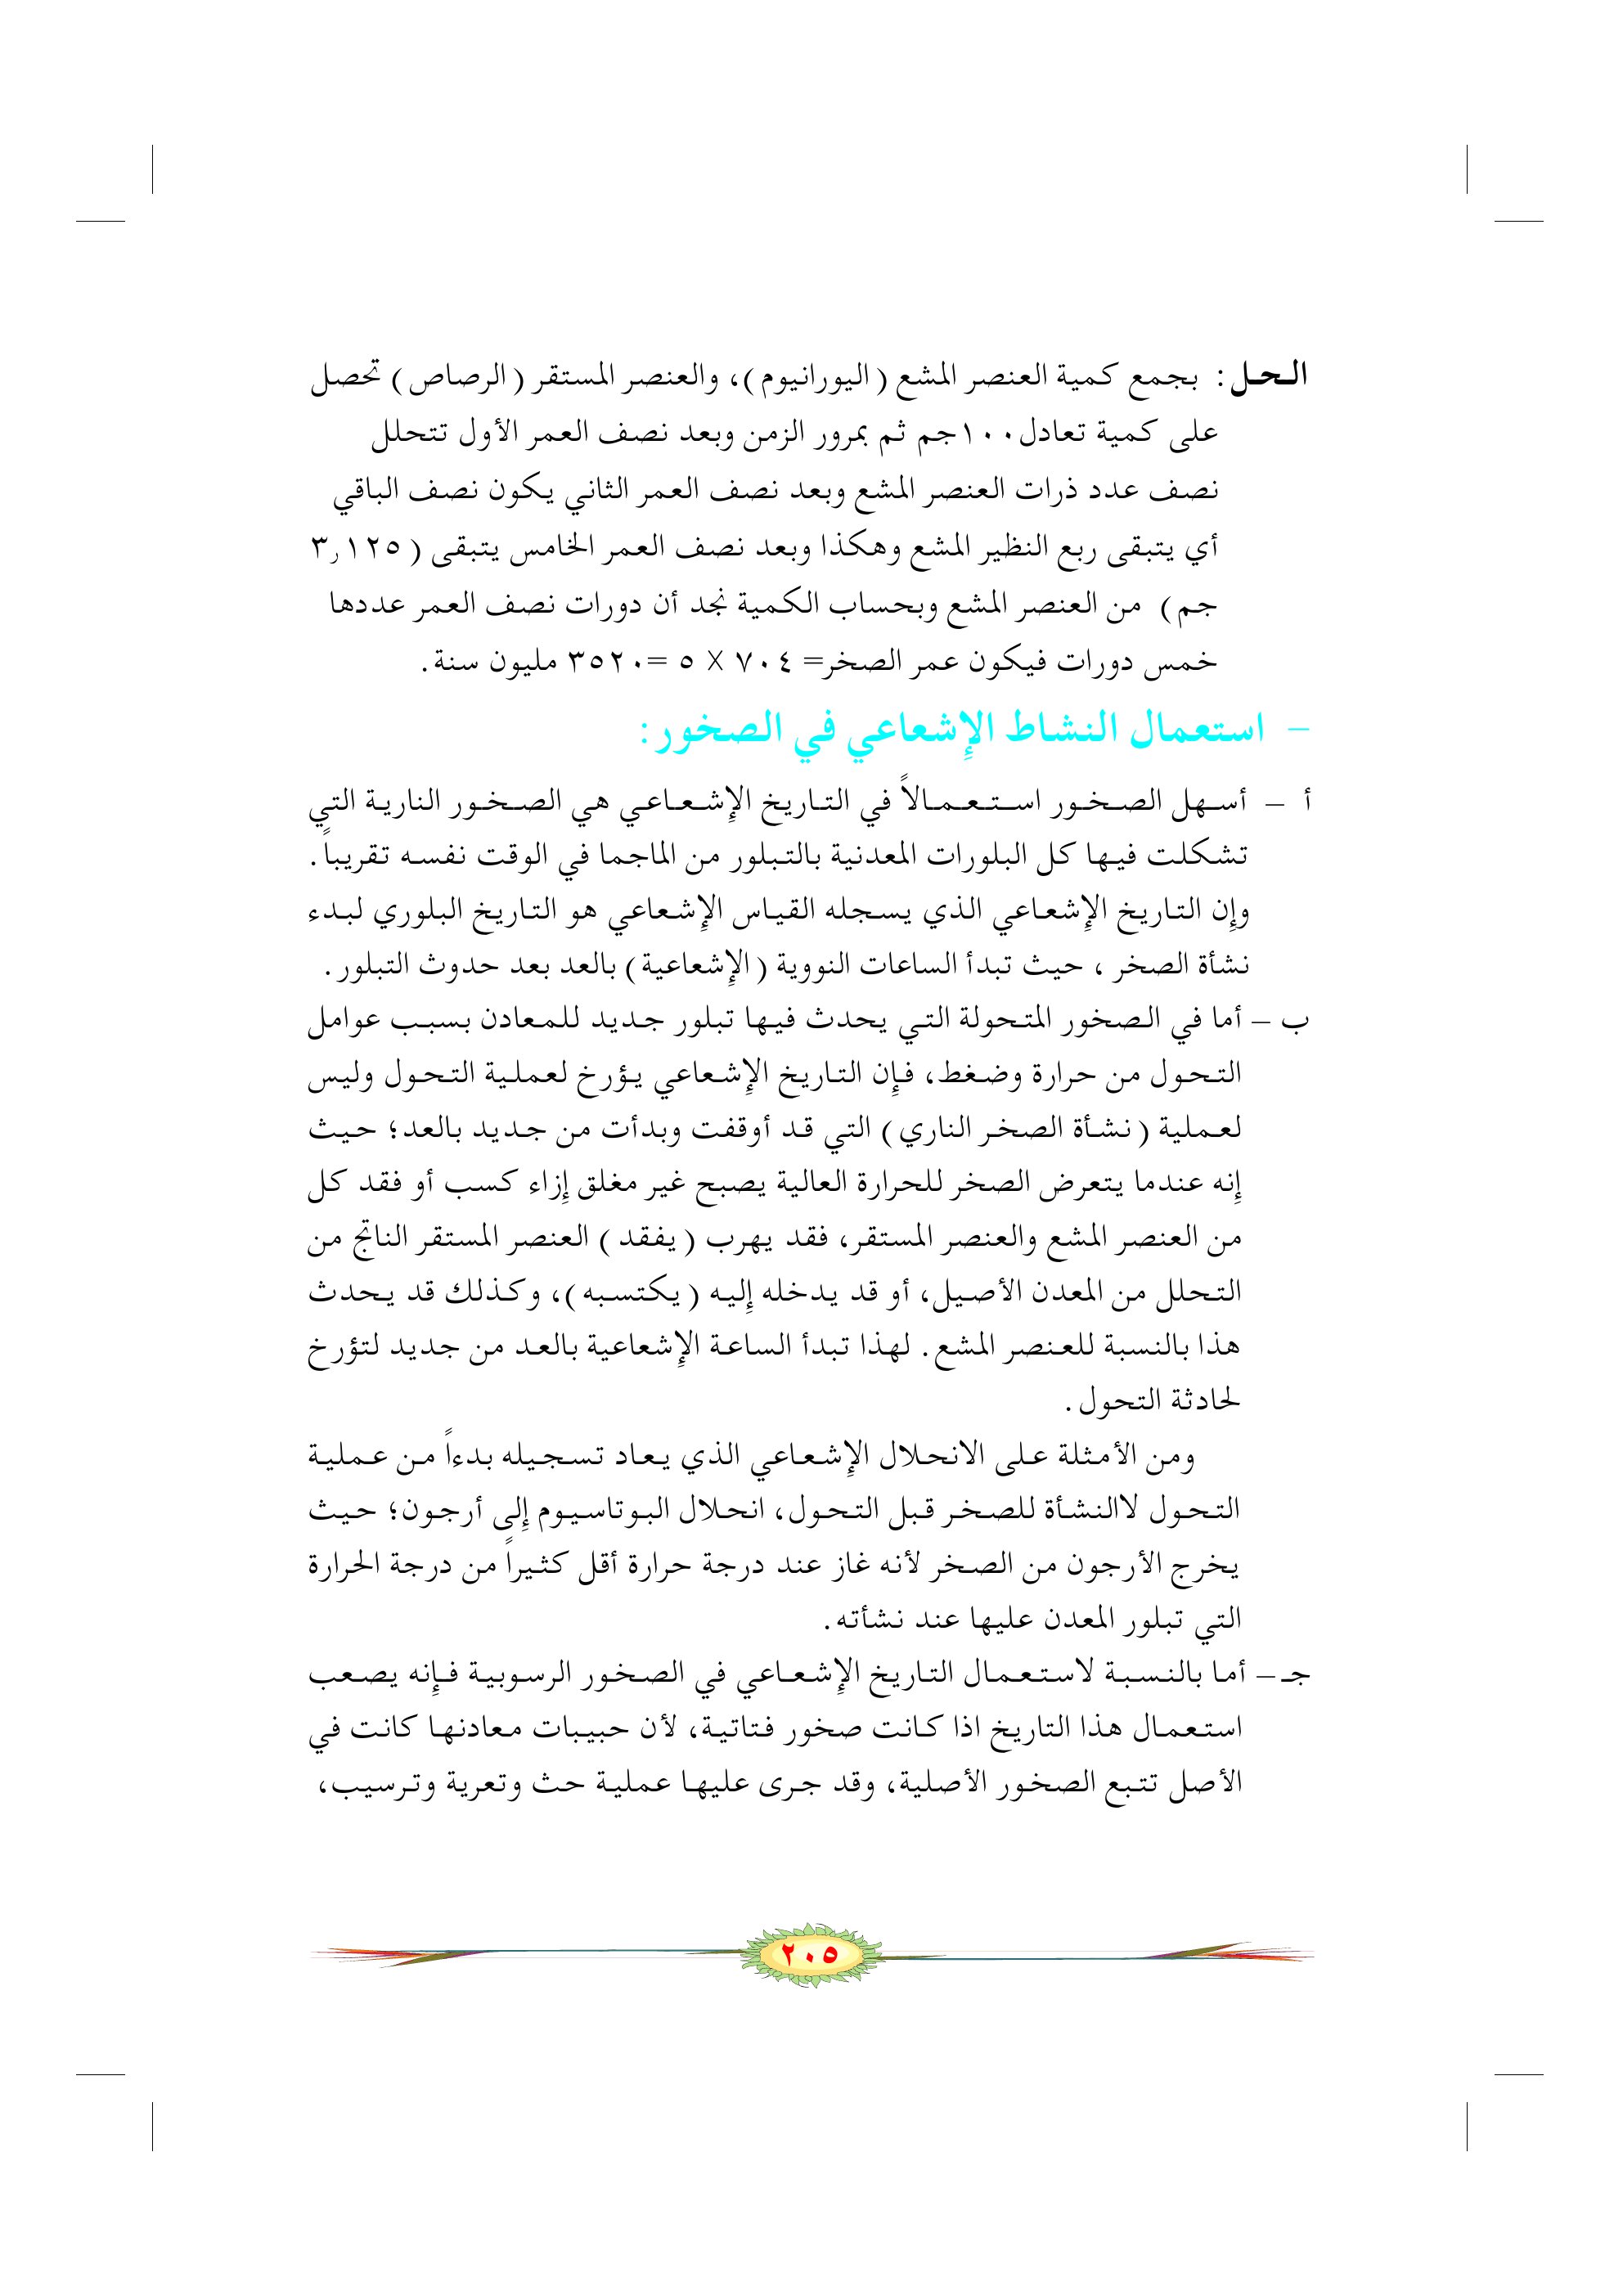 الحل: بجمع كمية العنصر المشع (اليورانيوم)، والعنصر المستقر (الرصاص) تحصل
على كمية تعادل١٠٠جم ثم بمرور الزمن وبعد نصف العمر الأول تتحلل
نصف عدد ذرات العنصر المشع وبعد نصف العمر الثاني يكون نصف الباقي
أي يتبقى ربع النظير المشع وهكذا وبعد نصف العمر الخامس يتبقى (٣٫١٢٥
جم) من العنصر المشع وبحساب الكمية نجد أن دورات نصف العمر عددها
خمس دورات فيكون عمر الصخر= ٧٠٤ X ٥ =٣٥٢٠ مليون سنة.
- استعمال النشاط الإشعاعي في الصخور:
أ – أسهل الصخور استعمالاً في التاريخ الإشعاعي هي الصخور النارية التي
تشكلت فيها كل البلورات المعدنية بالتبلور من الماجما في الوقت نفسه تقريباً.
وإن التاريخ الإشعاعي الذي يسجله القياس الإشعاعي هو التاريخ البلوري لبدء
نشأة الصخر ، حيث تبدأ الساعات النووية (الإشعاعية) بالعد بعد حدوث التبلور.
ب – أما في الصخور المتحولة التي يحدث فيها تبلور جديد للمعادن بسبب عوامل
التحول من حرارة وضغط، فإن التاريخ الإشعاعي يؤرخ لعملية التحول وليس
لعملية (نشأة الصخر الناري) التي قد أوقفت وبدأت من جديد بالعد؛ حيث
إنه عندما يتعرض الصخر للحرارة العالية يصبح غير مغلق إزاء كسب أو فقد كل
من العنصر المشع والعنصر المستقر، فقد يهرب (يفقد) العنصر المستقر الناتج من
التحلل من المعدن الأصيل، أو قد يدخله إليه (يكتسبه)، وكذلك قد يحدث
هذا بالنسبة للعنصر المشع. لهذا تبدأ الساعة الإشعاعية بالعد من جديد لتؤرخ
لحادثة التحول.
ومن الأمثلة على الانحلال الإشعاعي الذي يعاد تسجيله بدءاً من عملية
التحول لاالنشأة للصخر قبل التحول، انحلال البوتاسيوم إلى أرجون؛ حيث
يخرج الأرجون من الصخر لأنه غاز عند درجة حرارة أقل كثيراً من درجة الحرارة
التي تبلور المعدن عليها عند نشأته.
جـ – أما بالنسبة لاستعمال التاريخ الإشعاعي في الصخور الرسوبية فإنه يصعب
استعمال هذا التاريخ اذا كانت صخور فتاتية، لأن حبيبات معادنها كانت في
الأصل تتبع الصخور الأصلية، وقد جرى عليها عملية حث وتعرية وترسيب،
٢٠٥